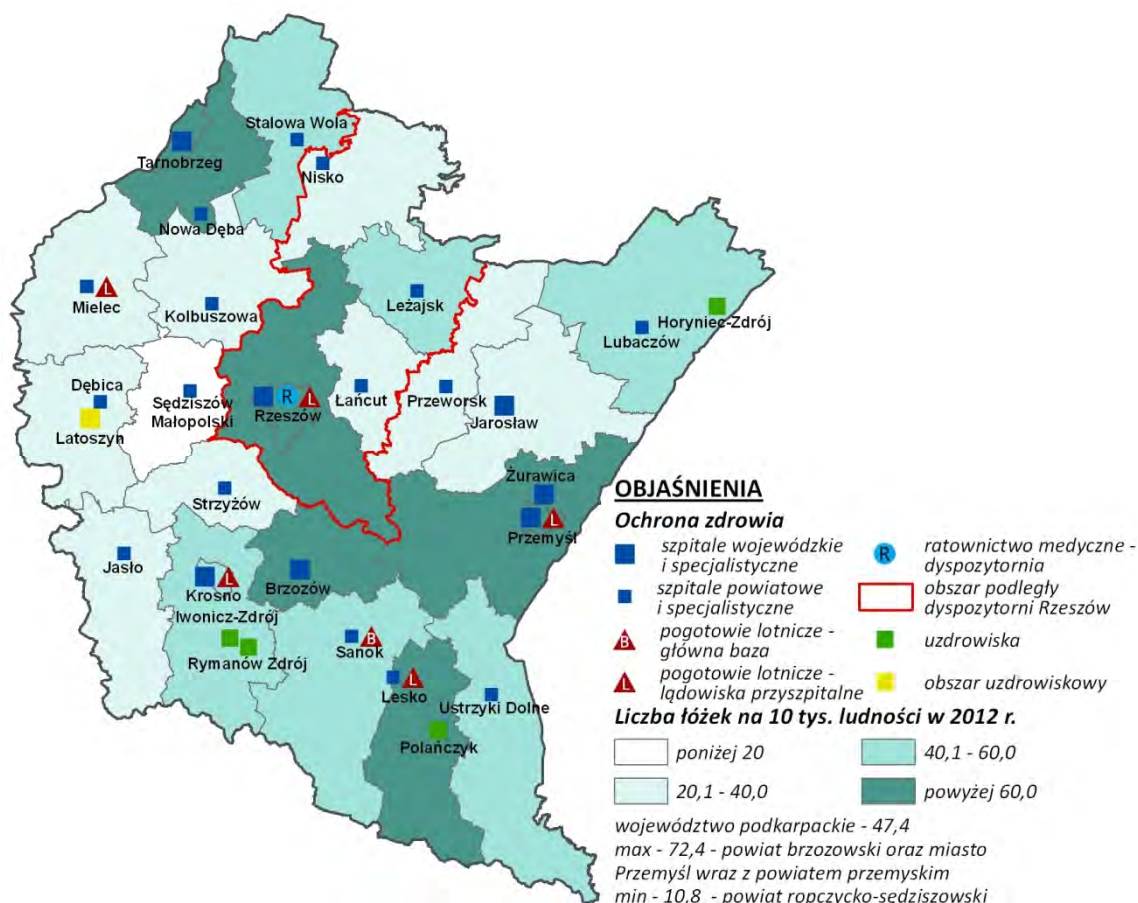 Stalowa Wola
Tarnobrzeg
Nisko
Nowa Dęba
Mielec
L
Kolbuszowa
Leżajsk
Horyniec-Zdrój
Lubaczów
Dębica
Latoszyn
Sędziszów
Małopolski
R
L
Rzeszów
Łańcut
Przeworsk
Jarosław
Strzyżów
Żurawica
L
Przemyśl
Jasło
L
Krosno
Brzozów
Iwonicz-Zdrój
Rymanów Zdrój
B
Sanok
L
Lesko
Ustrzyki Dolne
Polańczyk
OBJAŚNIENIA
Ochrona zdrowia
szpitale wojewódzkie
i specjalistyczne
szpitale powiatowe
i specjalistyczne
B
pogotowie lotnicze -
główna baza
L
pogotowie lotnicze -
lądowiska przyszpitalne
R
ratownictwo medyczne -
dyspozytornia
obszar podległy
dyspozytorni Rzeszów
uzdrowiska
obszar uzdrowiskowy
Liczba łóżek na 10 tys. ludności w 2012 r.
poniżej 20
20,1 - 40,0
40,1 - 60,0
powyżej 60,0
województwo podkarpackie - 47,4
max - 72,4 - powiat brzozowski oraz miasto
Przemyśl wraz z powiatem przemyskim
min - 10,8 - powiat ropczycko-sędziszowski